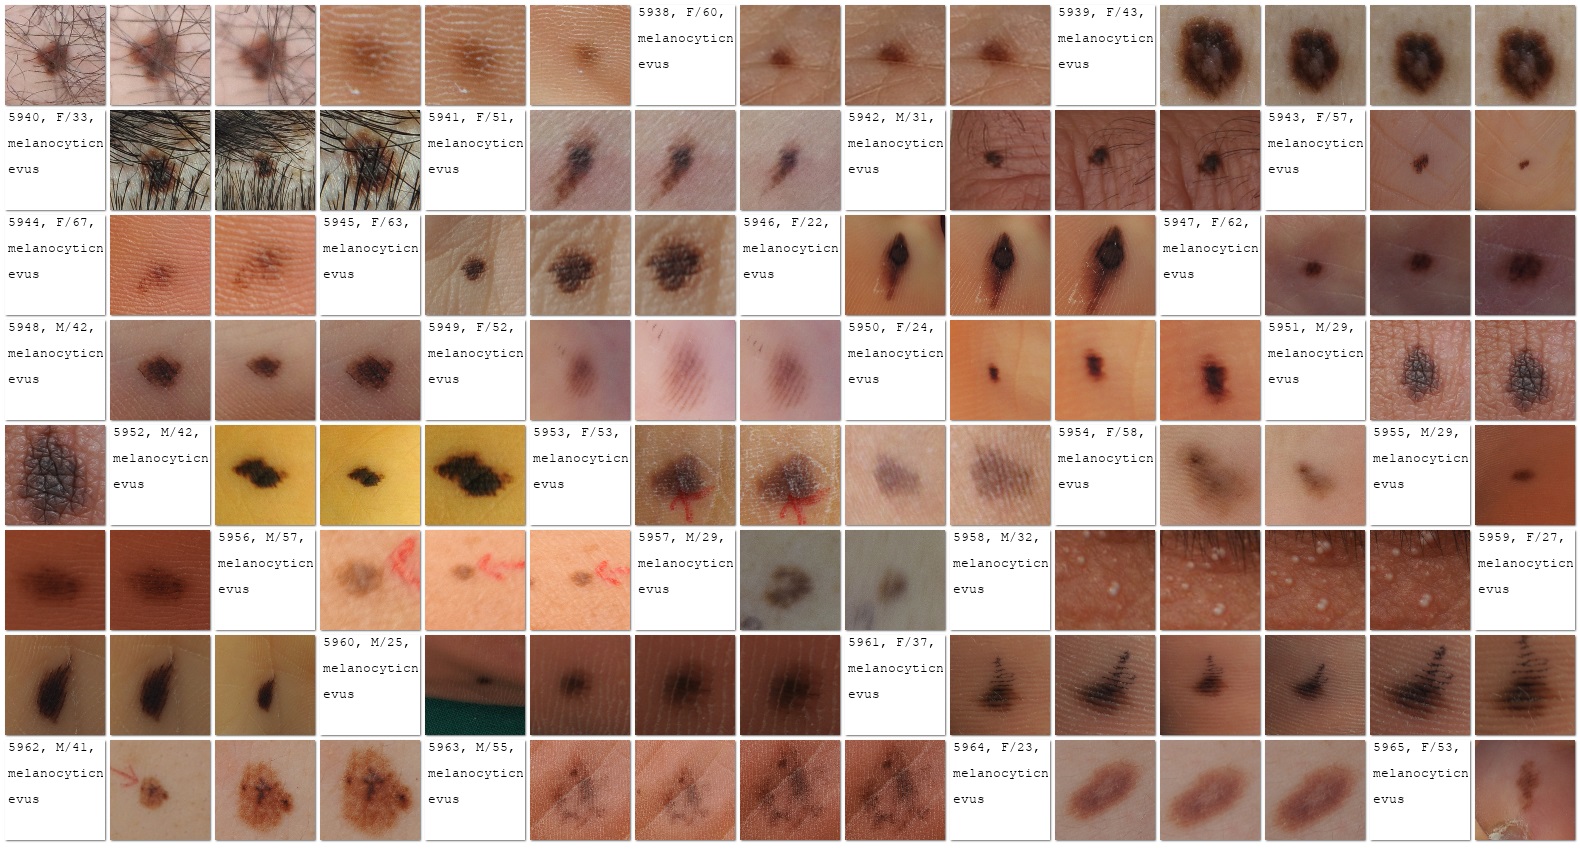 5938, F/60,
melanocyticn
evus
5939, F/43,
melanocyticn
evus
5940, F/33,
melanocyticn
evus
5941, F/51,
melanocyticn
evus
5942, M/31,
melanocyticn
evus
5943, F/57,
melanocyticn
evus
5944, F/67,
melanocyticn
evus
5945, F/63,
melanocyticn
evus
5946, F/22,
melanocyticn
evus
5947, F/62,
melanocyticn
evus
5948, M/42,
melanocyticn
evus
5949, F/52,
melanocyticn
evus
5950, F/24,
melanocyticn
evus
5951, M/29,
melanocyticn
evus
5952, M/42,
melanocyticn
evus
5953, F/53,
melanocyticn
evus
5954, F/58,
melanocyticn
evus
5955, M/29,
melanocyticn
evus
5956, M/57,
melanocyticn
evus
5957, M/29,
melanocyticn
evus
5958, M/32,
melanocyticn
evus
5959, F/27,
melanocyticn
evus
5960, M/25,
melanocyticn
evus
5961, F/37,
melanocyticn
evus
5962, M/41,
melanocyticn
evus
5963, M/55,
melanocyticn
evus
5964, F/23,
melanocyticn
evus
5965, F/53,
melanocyticn
evus